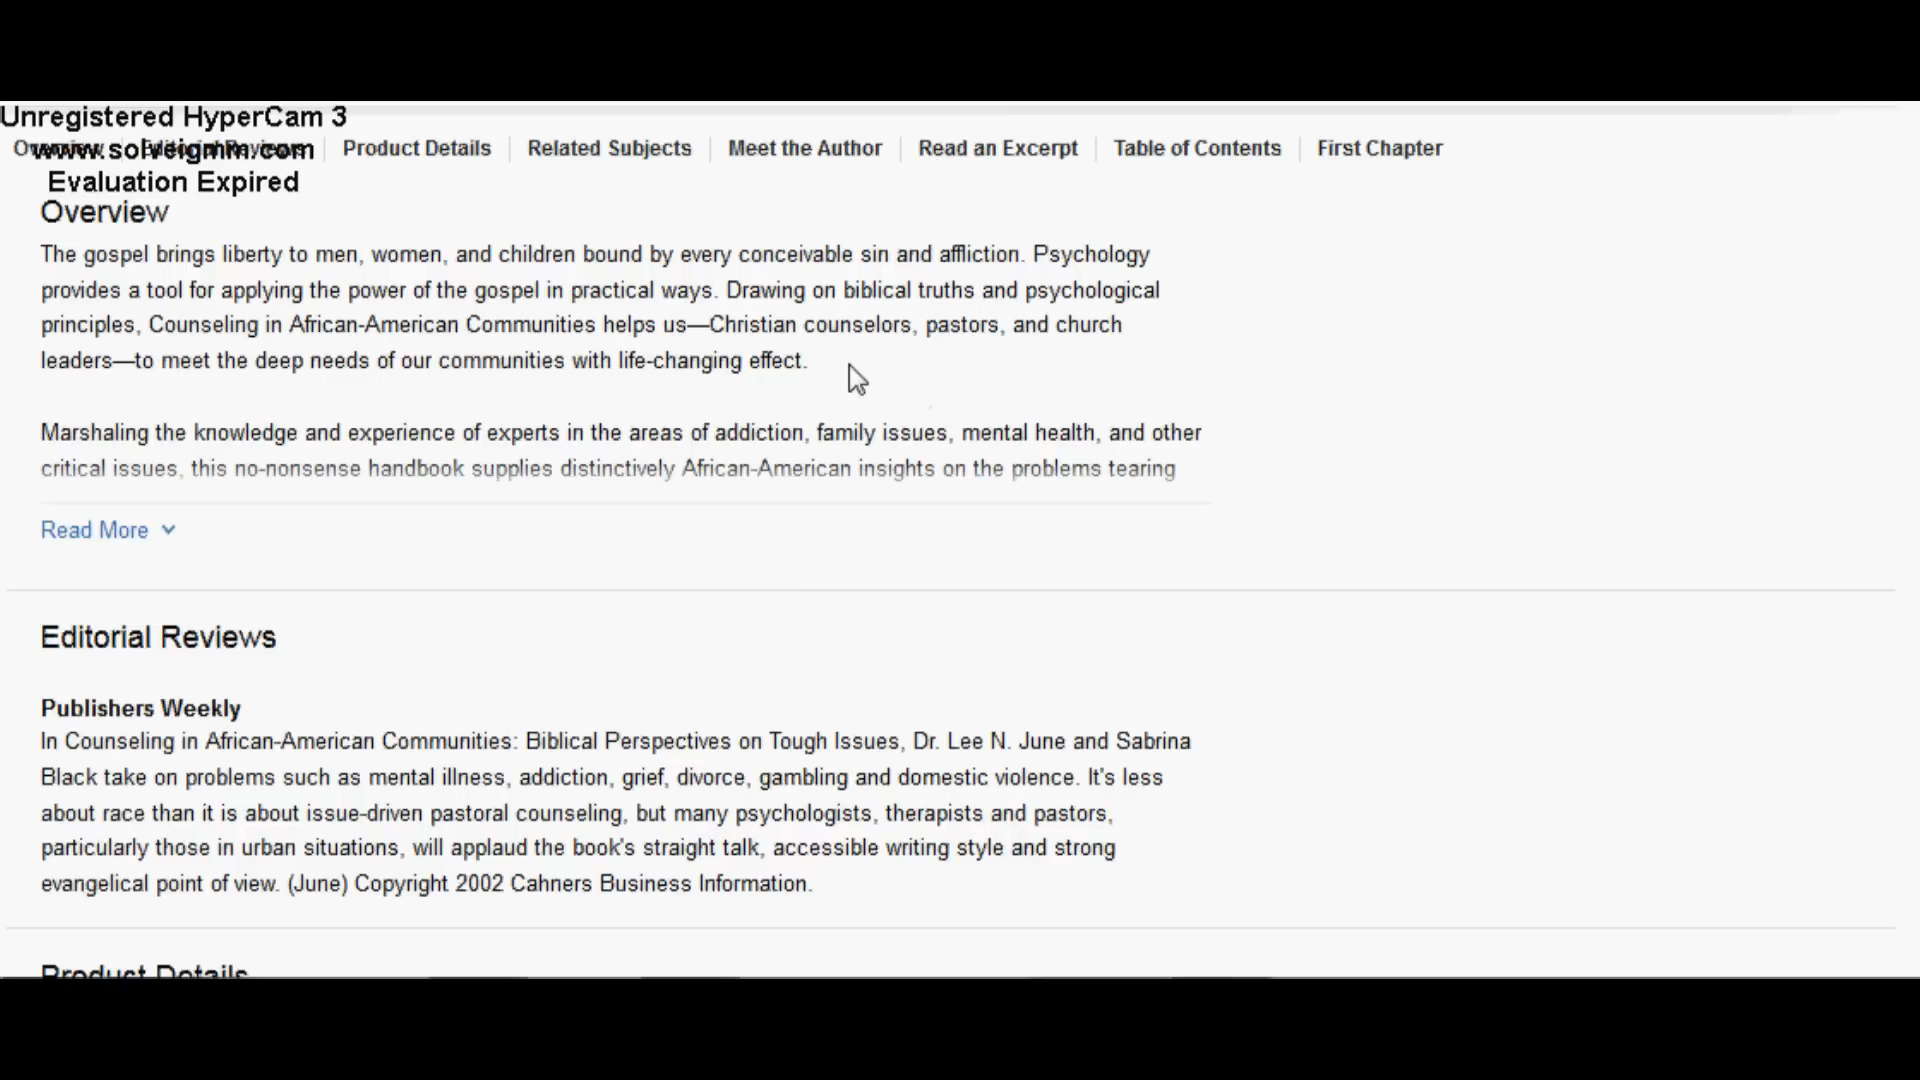 Unregistered HyperCam 3
www.solveigmm.com
Overview | Editorial Reviews | Product Details | Related Subjects | Meet the Author | Read an Excerpt | Table of Contents | First Chapter
Evaluation Expired
Overview
The gospel brings liberty to men, women, and children bound by every conceivable sin and affliction. Psychology
provides a tool for applying the power of the gospel in practical ways. Drawing on biblical truths and psychological
principles, Counseling in African-American Communities helps us—Christian counselors, pastors, and church
leaders—to meet the deep needs of our communities with life-changing effect.
Marshaling the knowledge and experience of experts in the areas of addiction, family issues, mental health, and other
critical issues, this no-nonsense handbook supplies distinctively African-American insights on the problems tearing
Read More
Editorial Reviews
Publishers Weekly
In Counseling in African-American Communities: Biblical Perspectives on Tough Issues, Dr. Lee N. June and Sabrina
Black take on problems such as mental illness, addiction, grief, divorce, gambling and domestic violence. It's less
about race than it is about issue-driven pastoral counseling, but many psychologists, therapists and pastors,
particularly those in urban situations, will applaud the book's straight talk, accessible writing style and strong
evangelical point of view. (June) Copyright 2002 Cahners Business Information.
Product Details